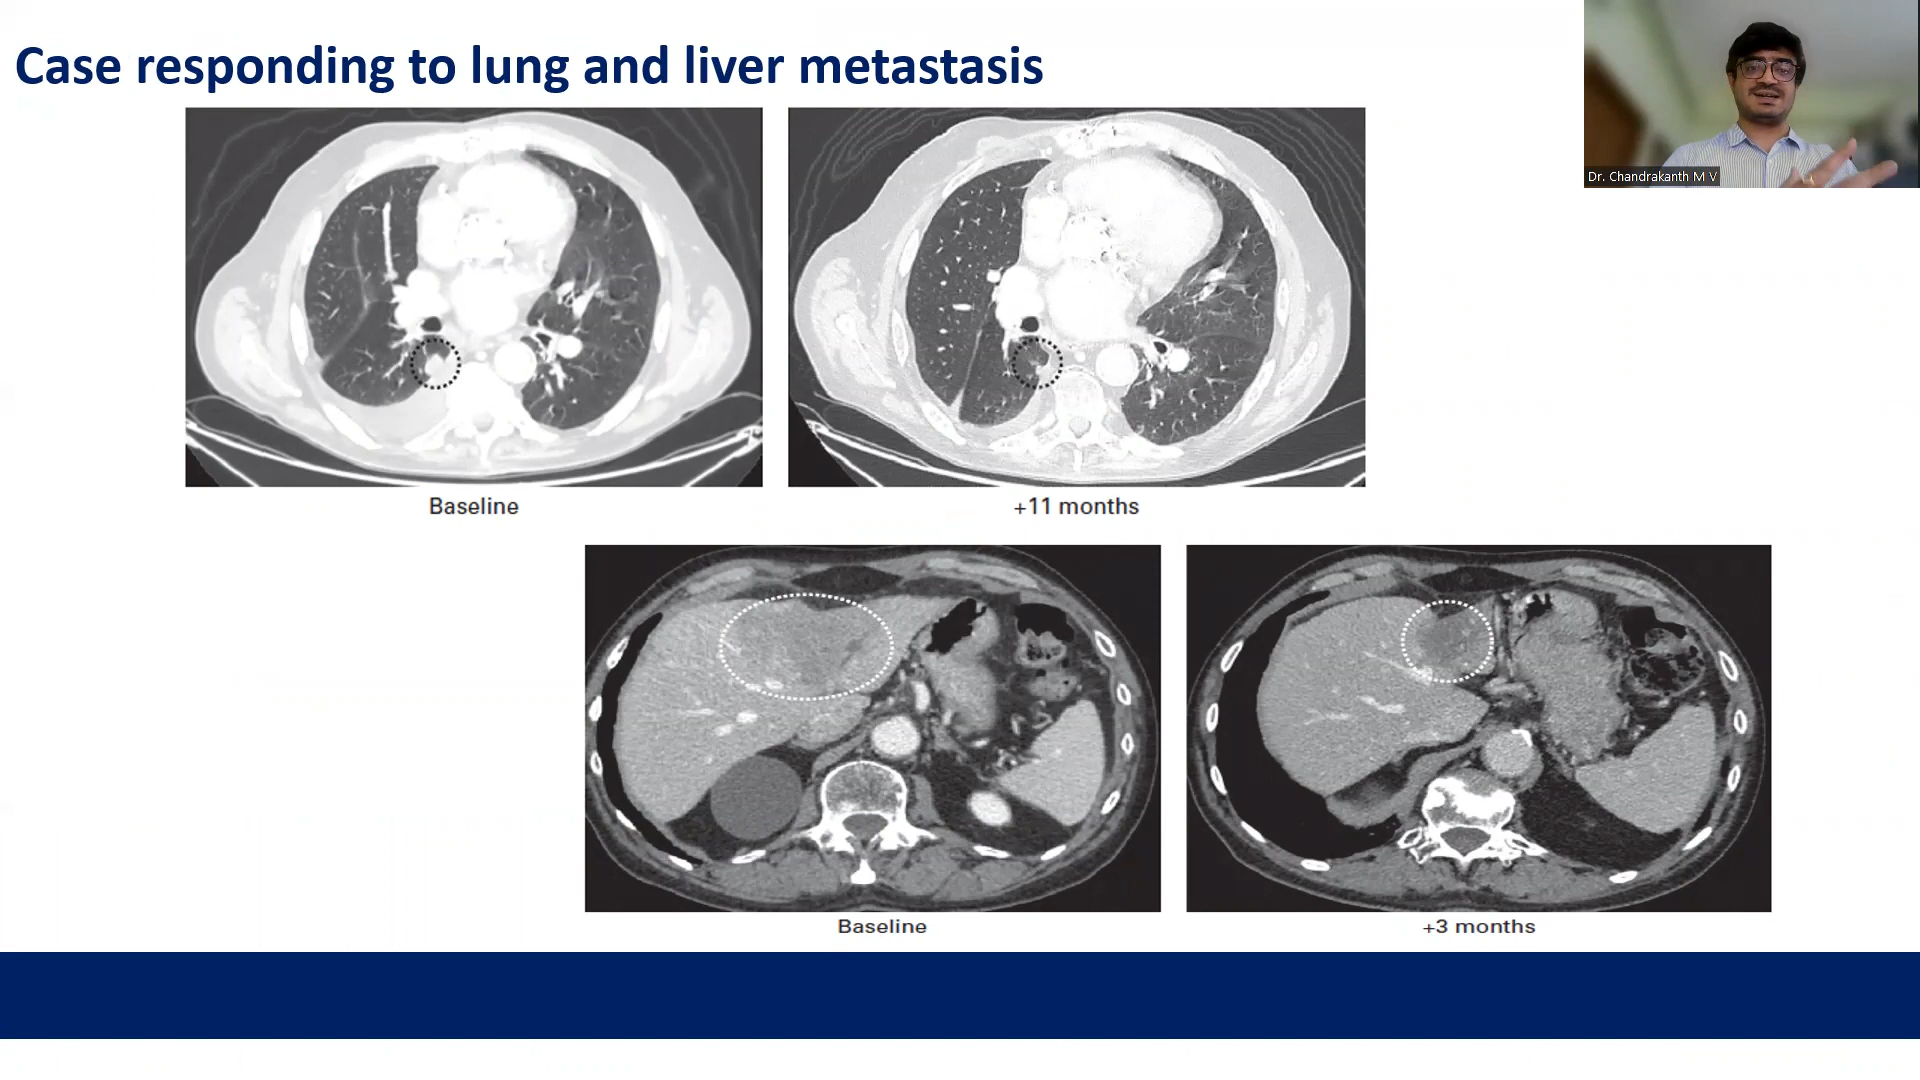 Case responding to lung and liver metastasis
Dr. Chandrakanth M V
Baseline
+11 months
Baseline
+3 months